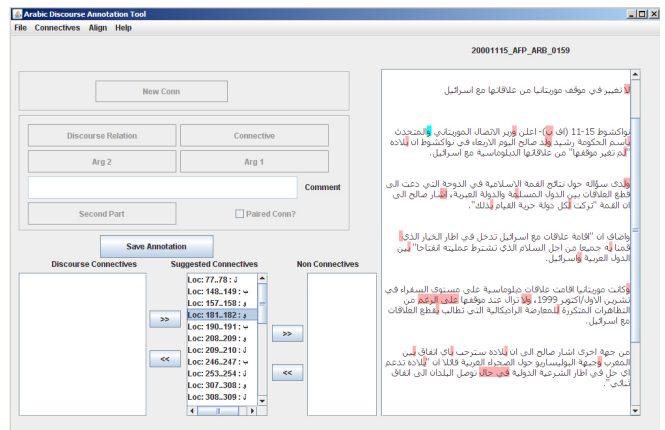 Arabic Discourse Annotation Tool
File Connectives Align Help
20001115_AFP_ARB_0159
New Conn
Discourse Relation
Connective
Arg 2
Arg 1
Comment
Second Part
Paired Conn?
Save Annotation
Discourse Connectives
Suggested Connectives
Non Connectives
Loc: 77..78 : ل
Loc: 148..149 : ب
Loc: 157..158 : و
Loc: 181..182 : و
Loc: 190..191 : ب
Loc: 208..209 : و
Loc: 209..210 : ل
Loc: 246..247 : ب
Loc: 253..254 : ل
Loc: 307..308 : و
Loc: 308..309 : ل
>>
<<
>>
<<
لا تغيير في موقف موريتانيا من علاقاتها مع اسرائيل
نواكشوط 15-11 (اف ب)- اعلن وزير الاتصال الموريتاني والمتحدث
باسم الحكومة رشيد ولد صالح اليوم الاربعاء في نواكشوط ان بلاده
"لم تغير موقفها" من علاقاتها الدبلوماسية مع اسرائيل.
ولدى سؤاله حول نتائج القمة الاسلامية في الدوحة التي دعت الى
قطع العلاقات بين الدول المسلمة والدولة العبرية، اشار صالح الى
ان القمة "تركت لكل دولة حرية القيام بذلك".
واضاف ان "اقامة علاقات مع اسرائيل تدخل في اطار الخيار الذي
قمنا به جميعا من اجل السلام الذي تشترط عمليته انفتاحا" بين
الدول العربية واسرائيل.
وكانت موريتانيا اقامت علاقات دبلوماسية على مستوى السفراء في
تشرين الاول/اكتوبر 1999، ولا تزال عند موقفها على الرغم من
التظاهرات المتكررة للمعارضة الراديكالية التي تطالب بقطع العلاقات
مع اسرائيل.
من جهة اخرى اشار صالح الى ان بلاده سترحب باي اتفاق بين
المغرب وجبهة البوليساريو حول الصحراء الغربية قائلا ان "بلاده تدعم
اي حل في اطار الشرعية الدولية في حال توصل البلدان الى اتفاق
ثنائي".